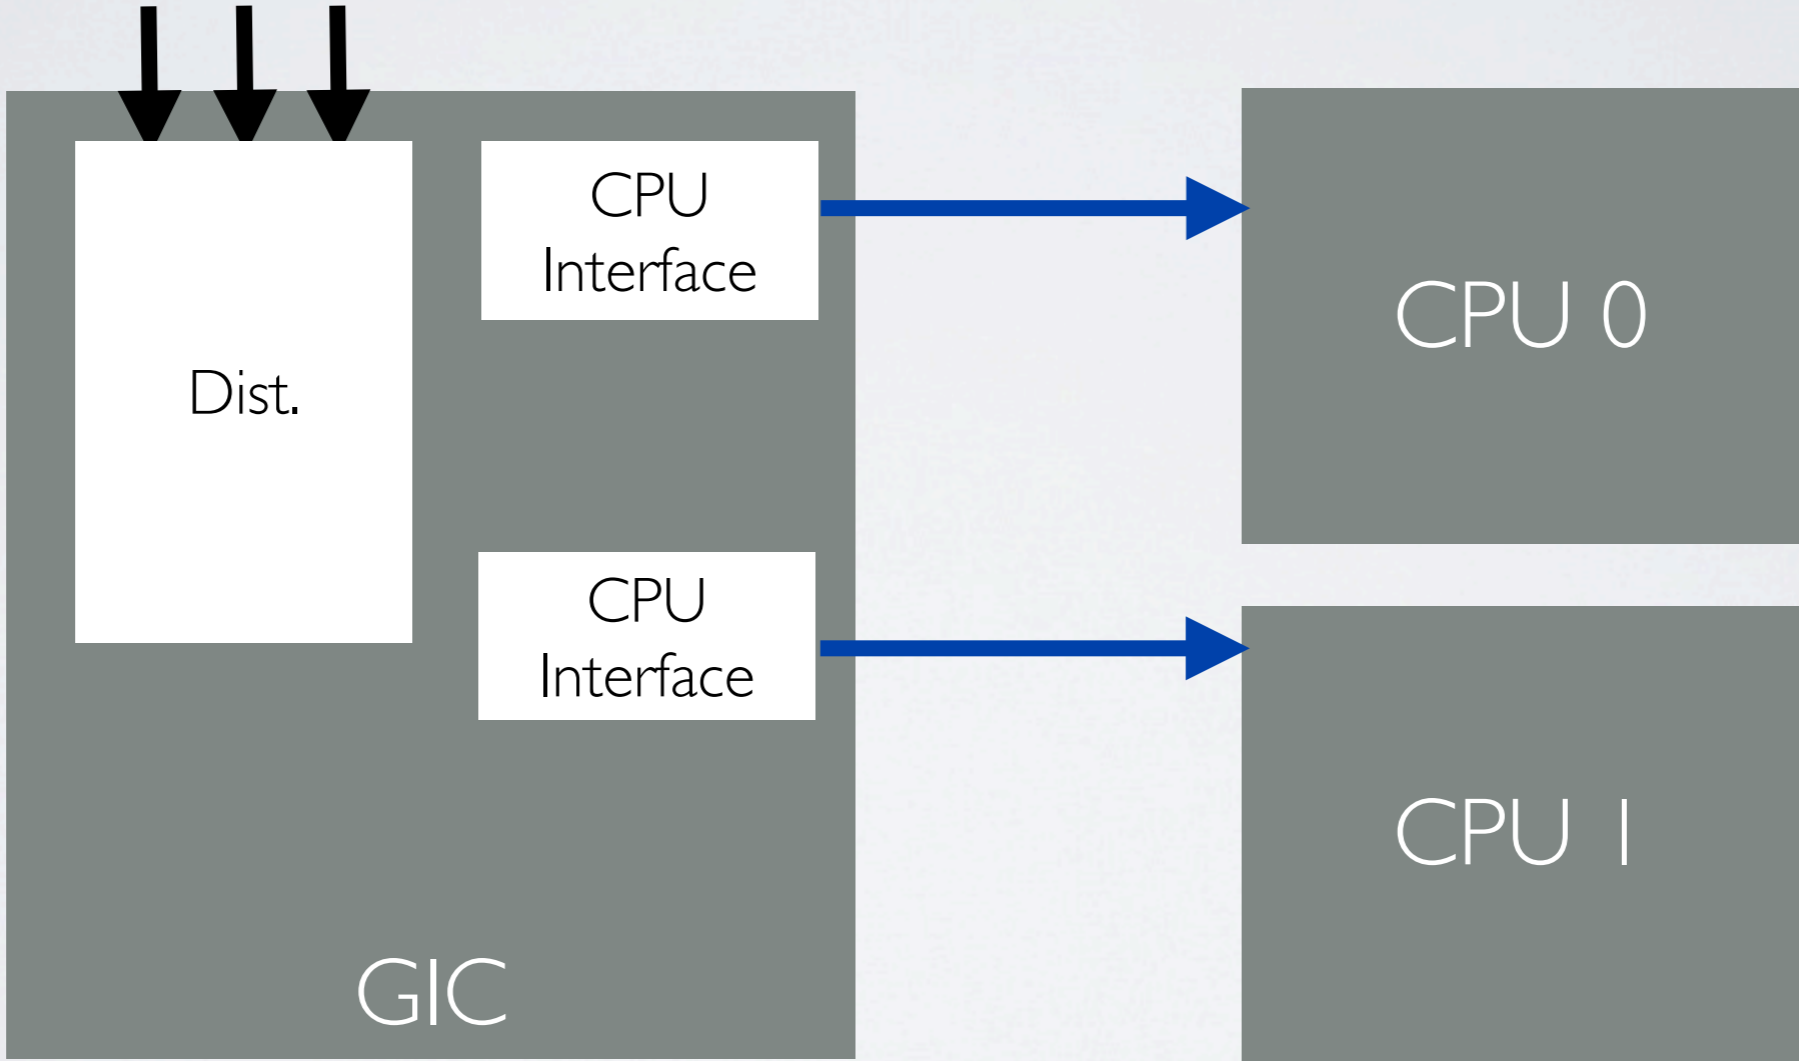 Dist.
CPU
Interface
CPU
Interface
GIC
CPU 0
CPU 1